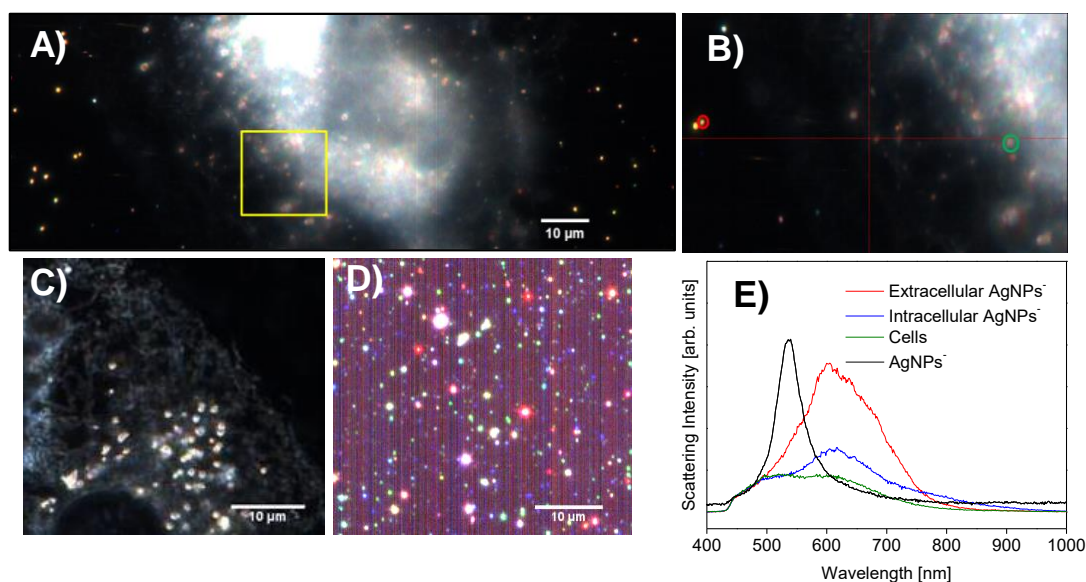 A)
10 µm
B)
C)
10 µm
D)
10 µm
E)
Extracellular AgNPs⁻
Intracellular AgNPs⁻
Cells
AgNPs⁻
Scattering Intensity [arb. units]
400 500 600 700 800 900 1000
Wavelength [nm]